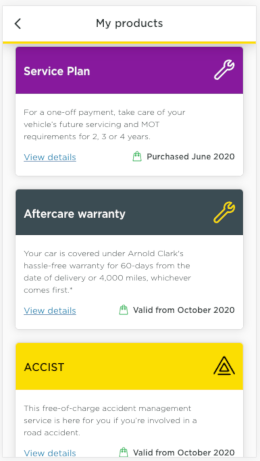 My products
Service Plan
For a one-off payment, take care of your
vehicle's future servicing and MOT
requirements for 2, 3 or 4 years.
View details
Purchased June 2020
Aftercare warranty
Your car is covered under Arnold Clark's
hassle-free warranty for 60-days from the
date of delivery or 4,000 miles, whichever
comes first.*
View details
Valid from October 2020
ACCIST
This free-of-charge accident management
service is here for you if you're involved in a
road accident.
View details
Valid from October 2020